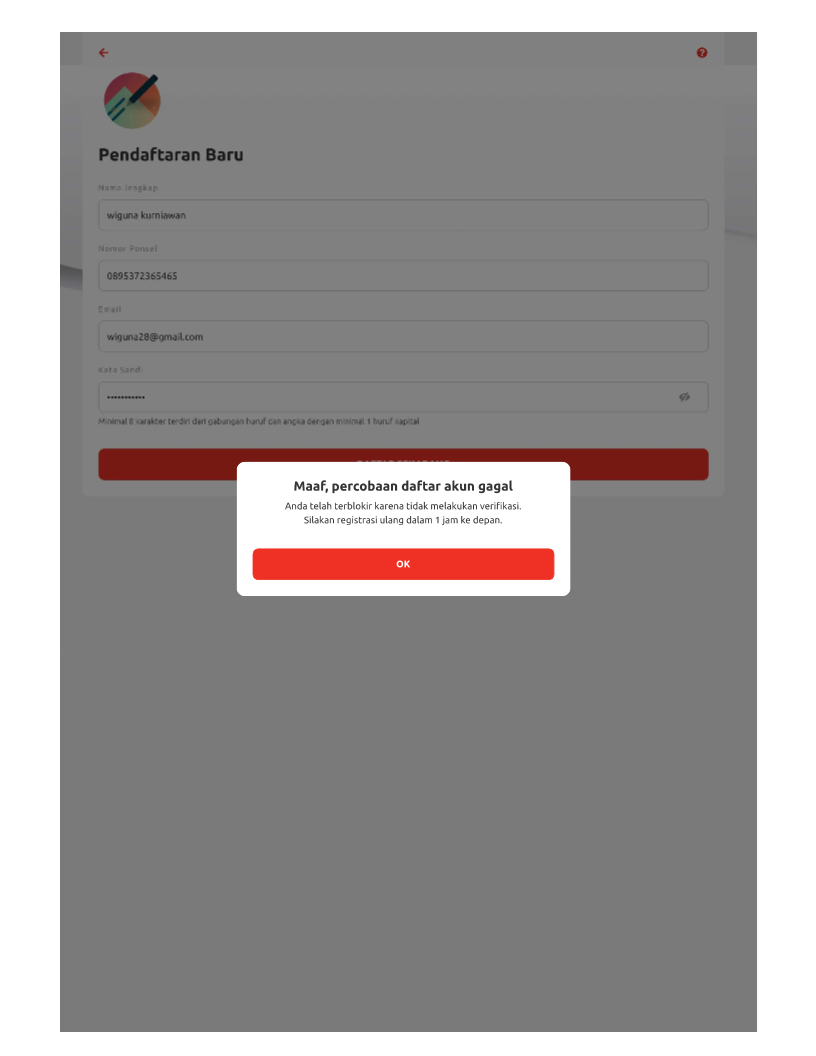 Pendaftaran Baru
Nama lengkap
wiguna kurniawan
Nomor Ponsel
0895372365465
Email
wiguna28@gmail.com
Kata Sandi
•••••••••••
Minimal 8 karakter terdiri dari gabungan huruf dan angka dengan minimal 1 huruf kapital
Maaf, percobaan daftar akun gagal
Anda telah terblokir karena tidak melakukan verifikasi.
Silakan registrasi ulang dalam 1 jam ke depan.
OK